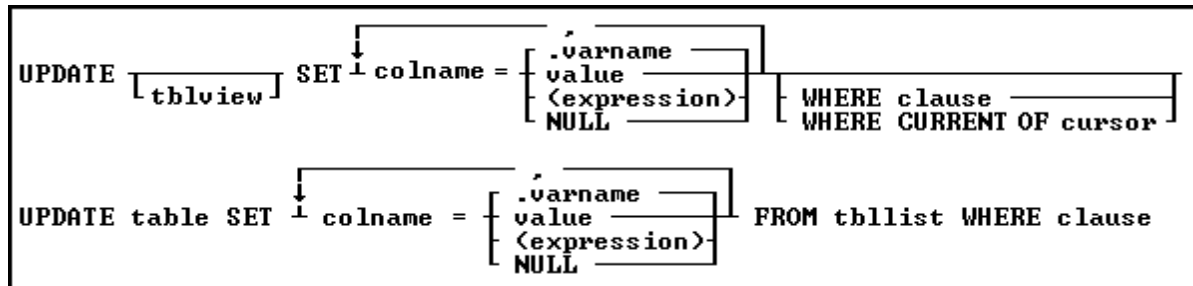 ,
.varname
UPDATE SET colname = value
tblview (expression) WHERE clause
NULL WHERE CURRENT OF cursor
,
.varname
UPDATE table SET colname = value FROM tbllist WHERE clause
(expression)
NULL